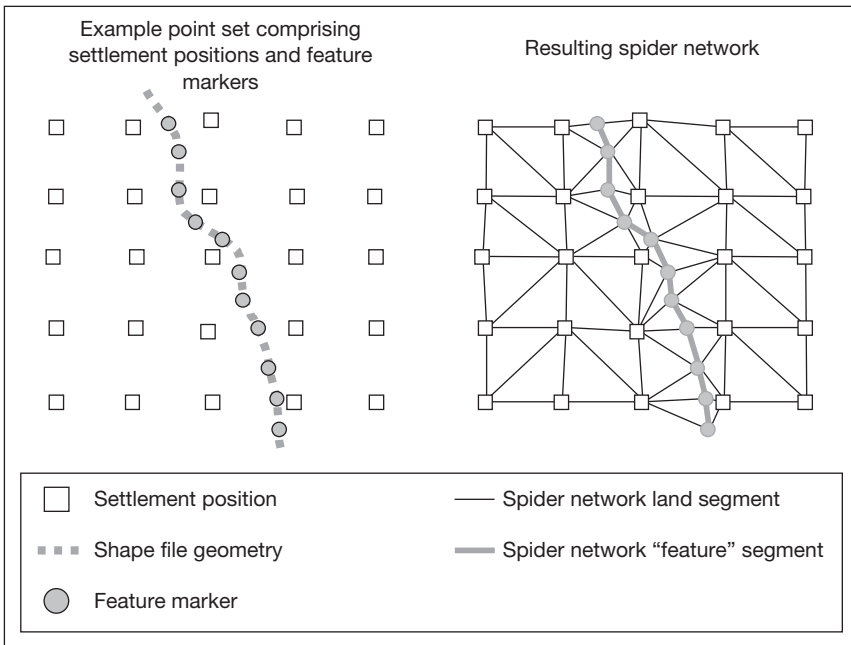 Example point set comprising
settlement positions and feature
markers
Resulting spider network
Settlement position
Shape file geometry
Feature marker
Spider network land segment
Spider network “feature” segment